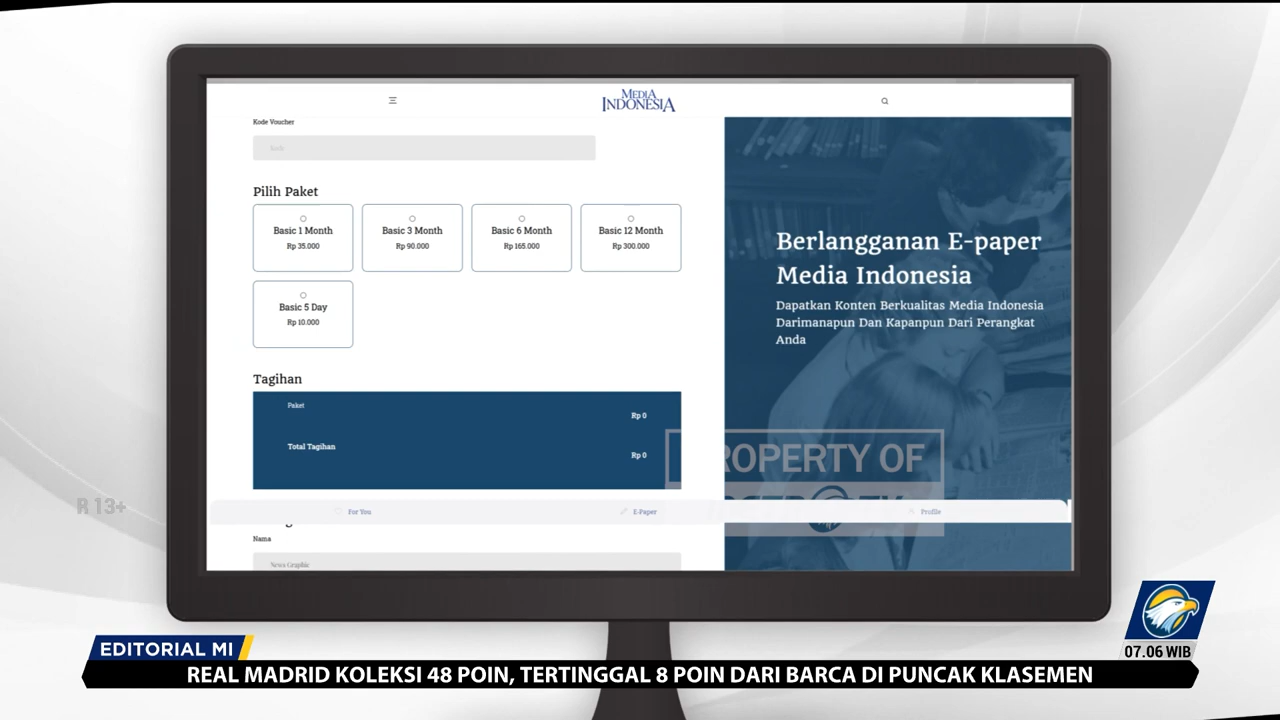 MEDIA
INDONESIA
Kode Voucher
Kode
Pilih Paket
Basic 1 Month
Rp 35.000
Basic 3 Month
Rp 90.000
Basic 6 Month
Rp 165.000
Basic 12 Month
Rp 300.000
Basic 5 Day
Rp 10.000
Tagihan
Paket
Rp 0
Total Tagihan
Rp 0
Berlangganan E-paper
Media Indonesia
Dapatkan Konten Berkualitas Media Indonesia
Darimanapun Dan Kapanpun Dari Perangkat
Anda
PROPERTY OF
R 13+
For You
E-Paper
Profile
Nama
News Graphic
EDITORIAL MI
07.06 WIB
REAL MADRID KOLEKSI 48 POIN, TERTINGGAL 8 POIN DARI BARCA DI PUNCAK KLASEMEN